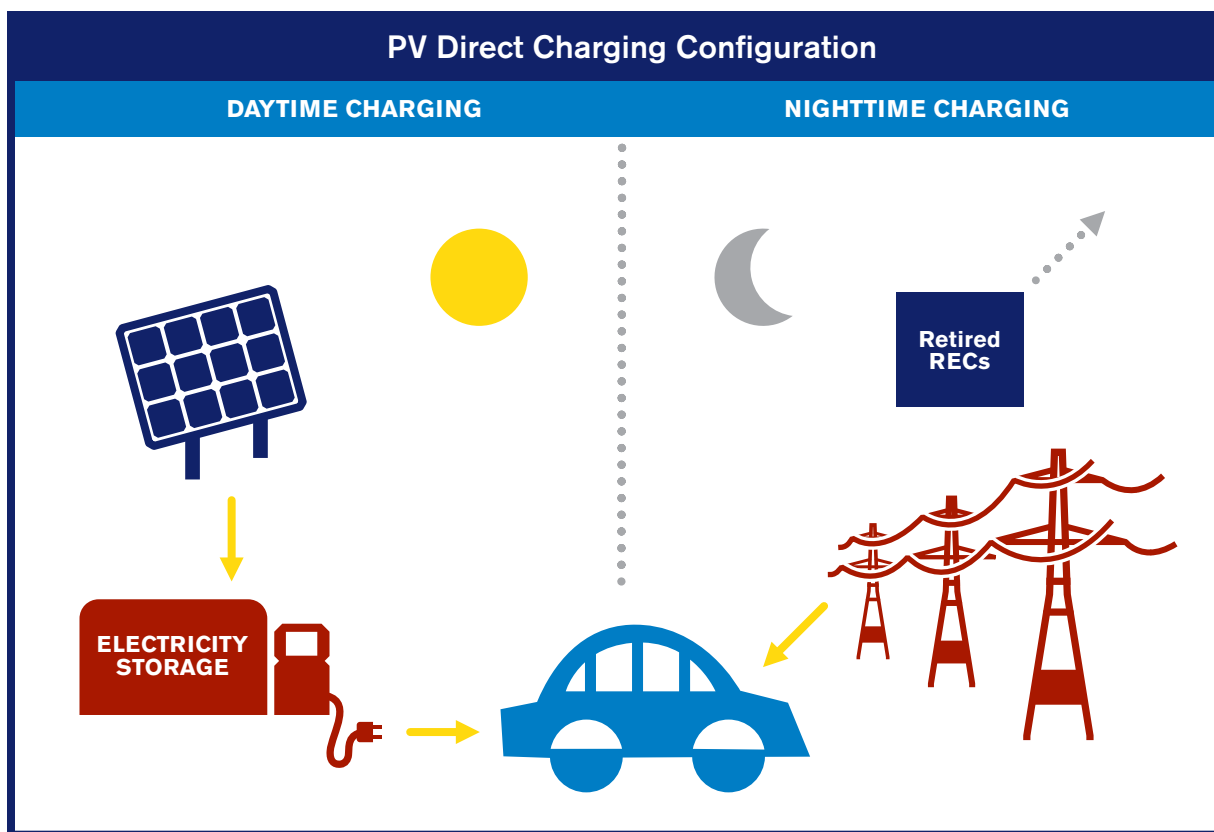 PV Direct Charging Configuration
DAYTIME CHARGING
NIGHTTIME CHARGING
Retired
RECs
ELECTRICITY
STORAGE